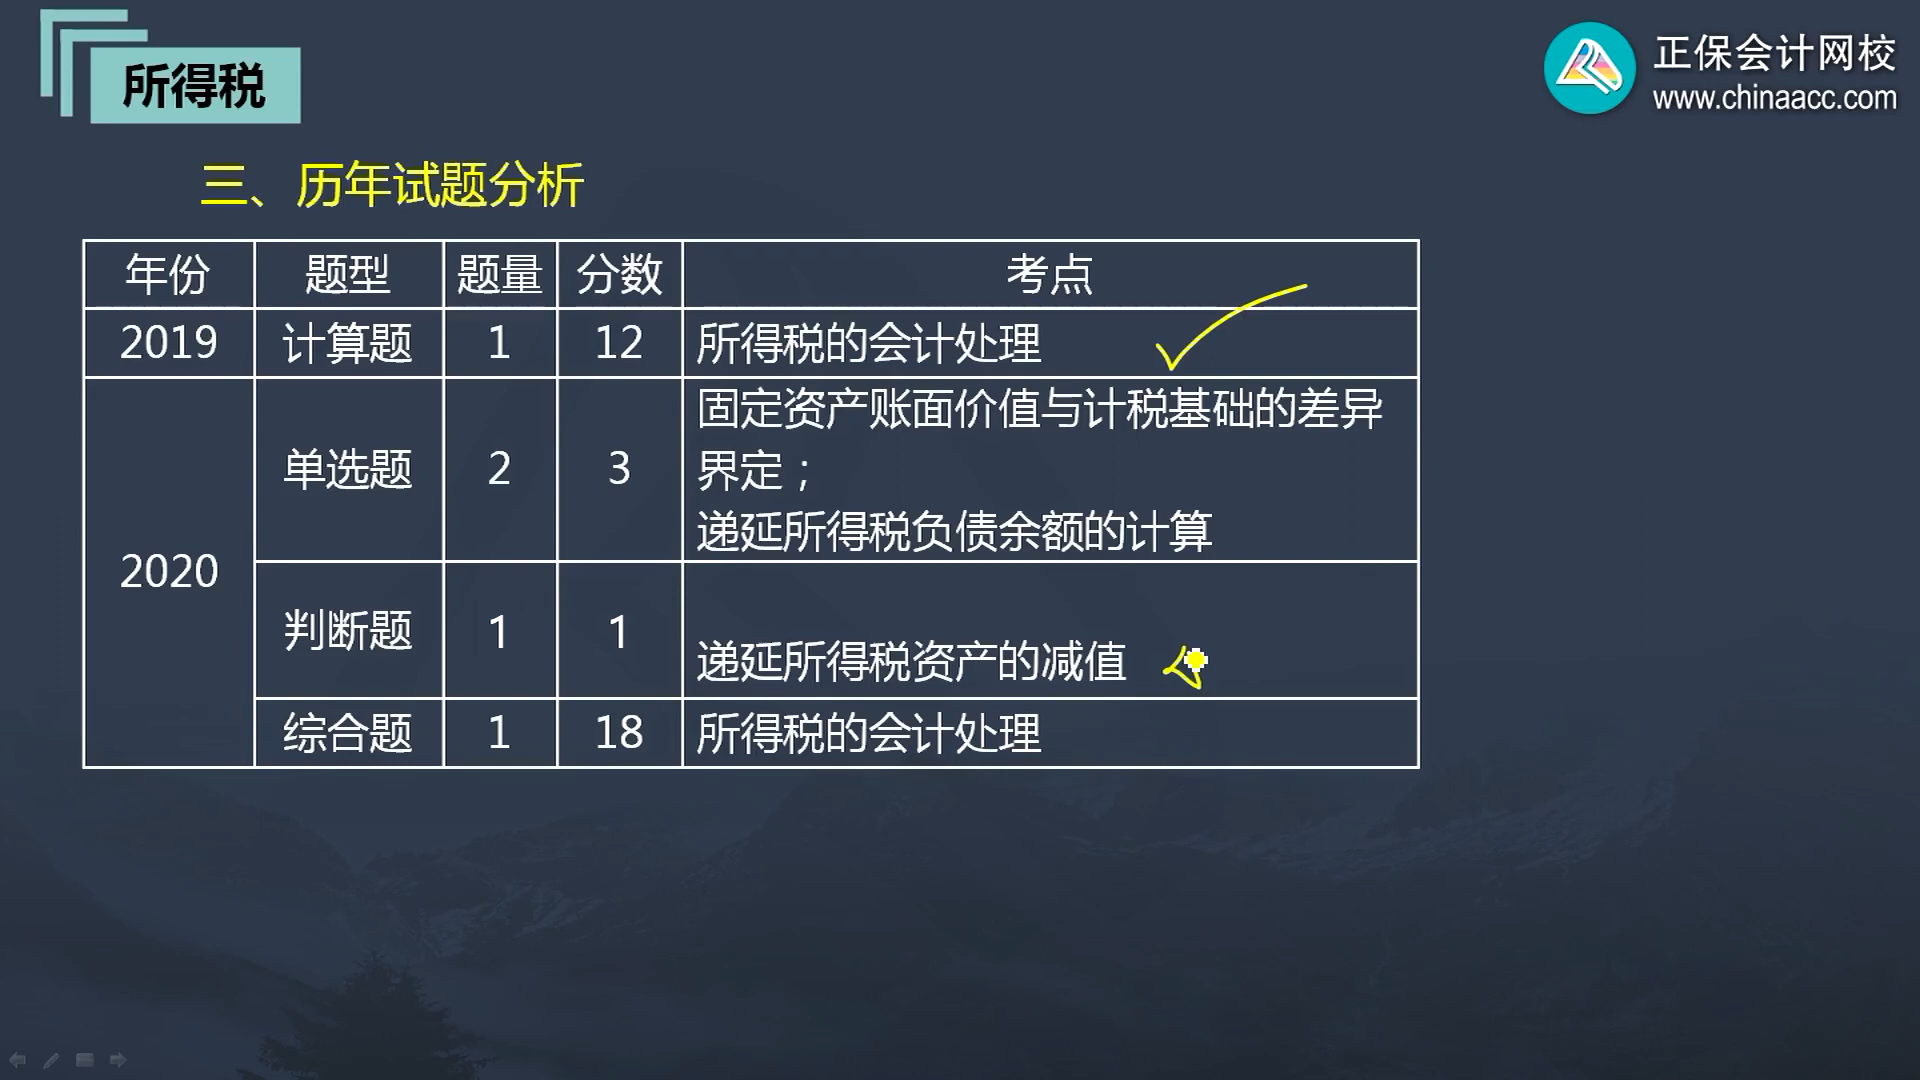 所得税
正保会计网校
www.chinaacc.com
三、历年试题分析
年份 题型 题量 分数 考点
2019 计算题 1 12 所得税的会计处理
2020
单选题 2 3
固定资产账面价值与计税基础的差异
界定；
递延所得税负债余额的计算
判断题 1 1 递延所得税资产的减值
综合题 1 18 所得税的会计处理